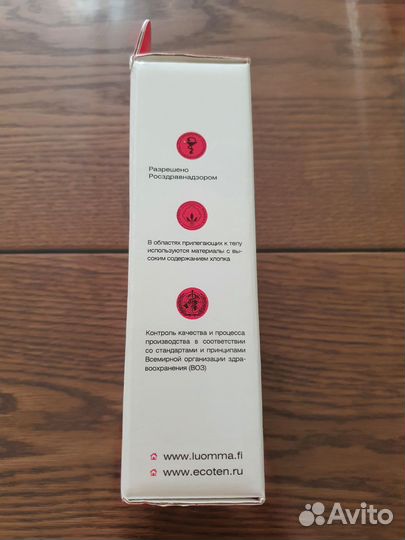 Разрешено
Росздравнадзором
В областях прилегающих к телу
используются материалы с вы-
соким содержанием хлопка
Контроль качества и процесса
производства в соответствии
со стандартами и принципами
Всемирной организации здра-
воохранения (ВОЗ)
www.luomma.fi
www.ecoten.ru
Avito